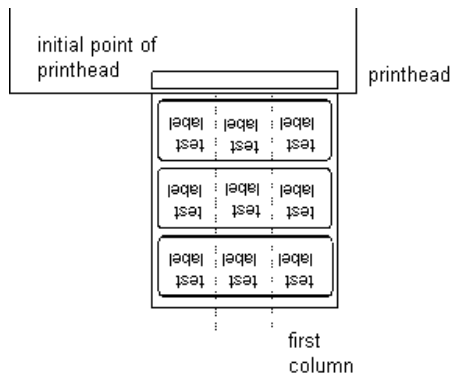 initial point of
printhead
printhead
test
label
test
label
test
label
test
label
test
label
test
label
test
label
test
label
test
label
first
column